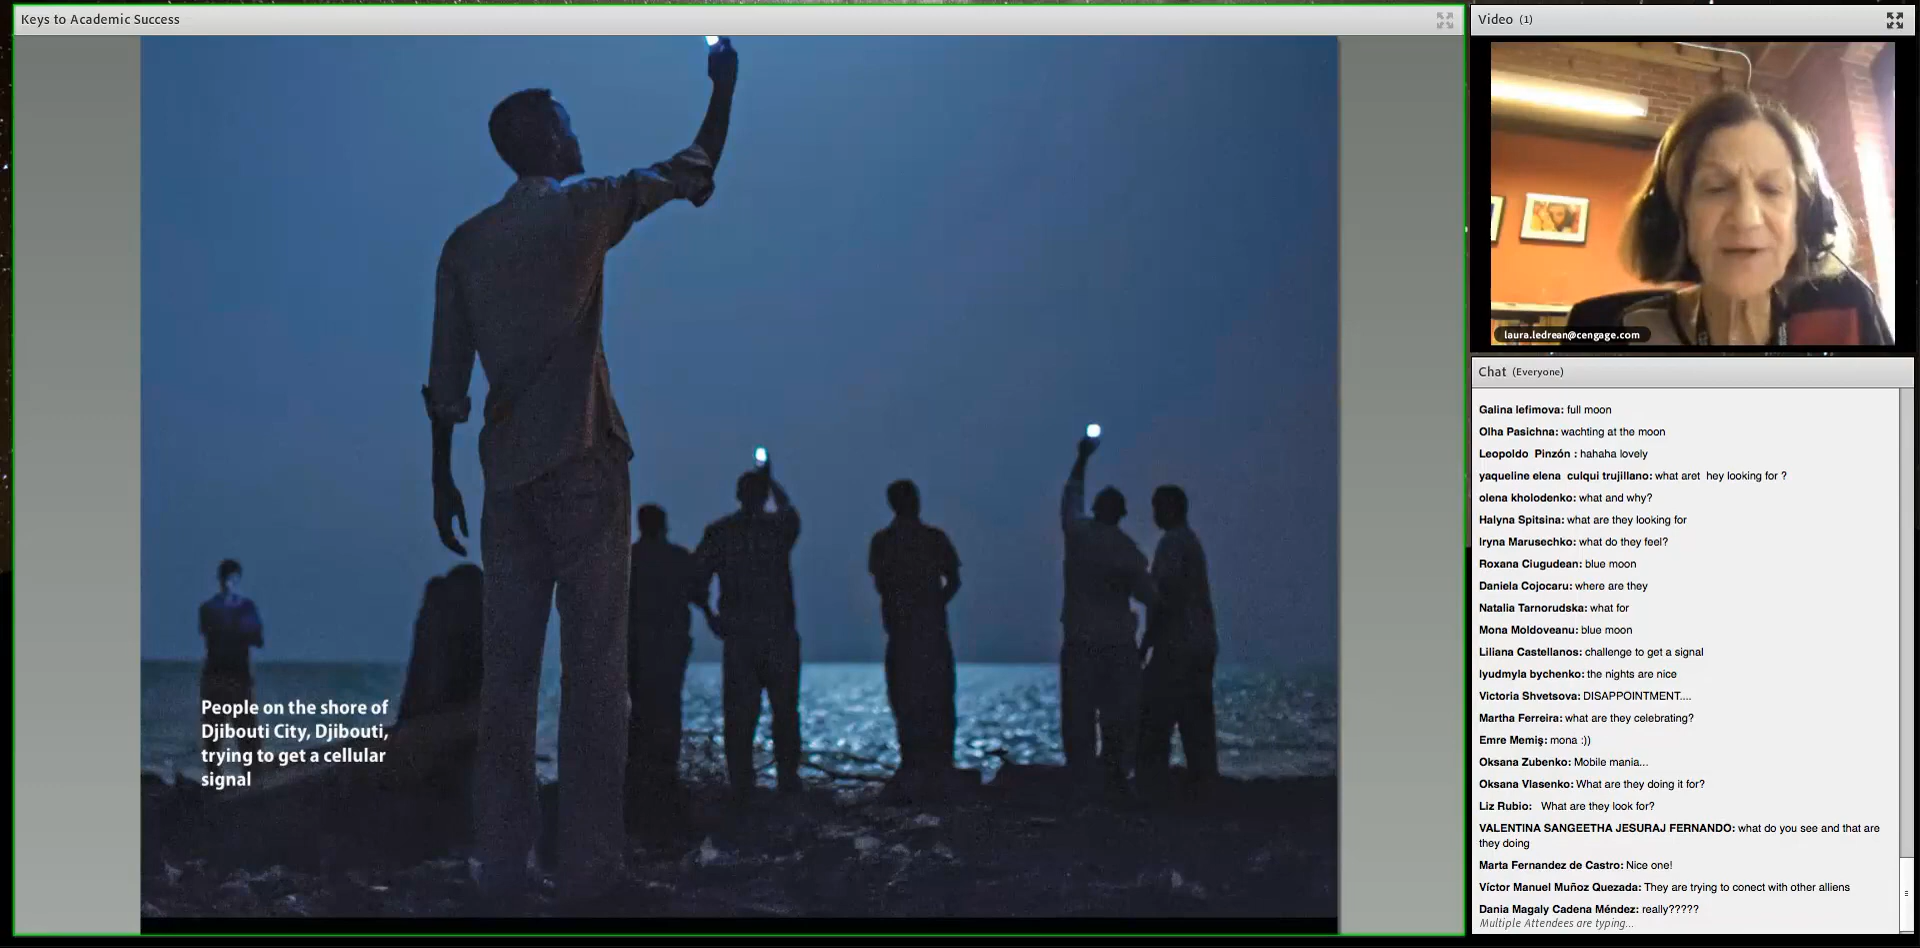 Keys to Academic Success
People on the shore of
Djibouti City, Djibouti,
trying to get a cellular
signal
Video (1)
laura.ledrean@cengage.com
Chat (Everyone)
Galina Iefimova: full moon
Olha Pasichna: wachting at the moon
Leopoldo Pinzón : hahaha lovely
yaqueline elena culqui trujillano: what aret hey looking for ?
olena kholodenko: what and why?
Halyna Spitsina: what are they looking for
Iryna Marusechko: what do they feel?
Roxana Ciugudean: blue moon
Daniela Cojocaru: where are they
Natalia Tarnorudska: what for
Mona Moldoveanu: blue moon
Liliana Castellanos: challenge to get a signal
lyudmyla bychenko: the nights are nice
Victoria Shvetsova: DISAPPOINTMENT....
Martha Ferreira: what are they celebrating?
Emre Memiş: mona :))
Oksana Zubenko: Mobile mania...
Oksana Vlasenko: What are they doing it for?
Liz Rubio: What are they look for?
VALENTINA SANGEETHA JESURAJ FERNANDO: what do you see and that are
they doing
Marta Fernandez de Castro: Nice one!
Víctor Manuel Muñoz Quezada: They are trying to conect with other alliens
Dania Magaly Cadena Méndez: really?????
Multiple Attendees are typing...